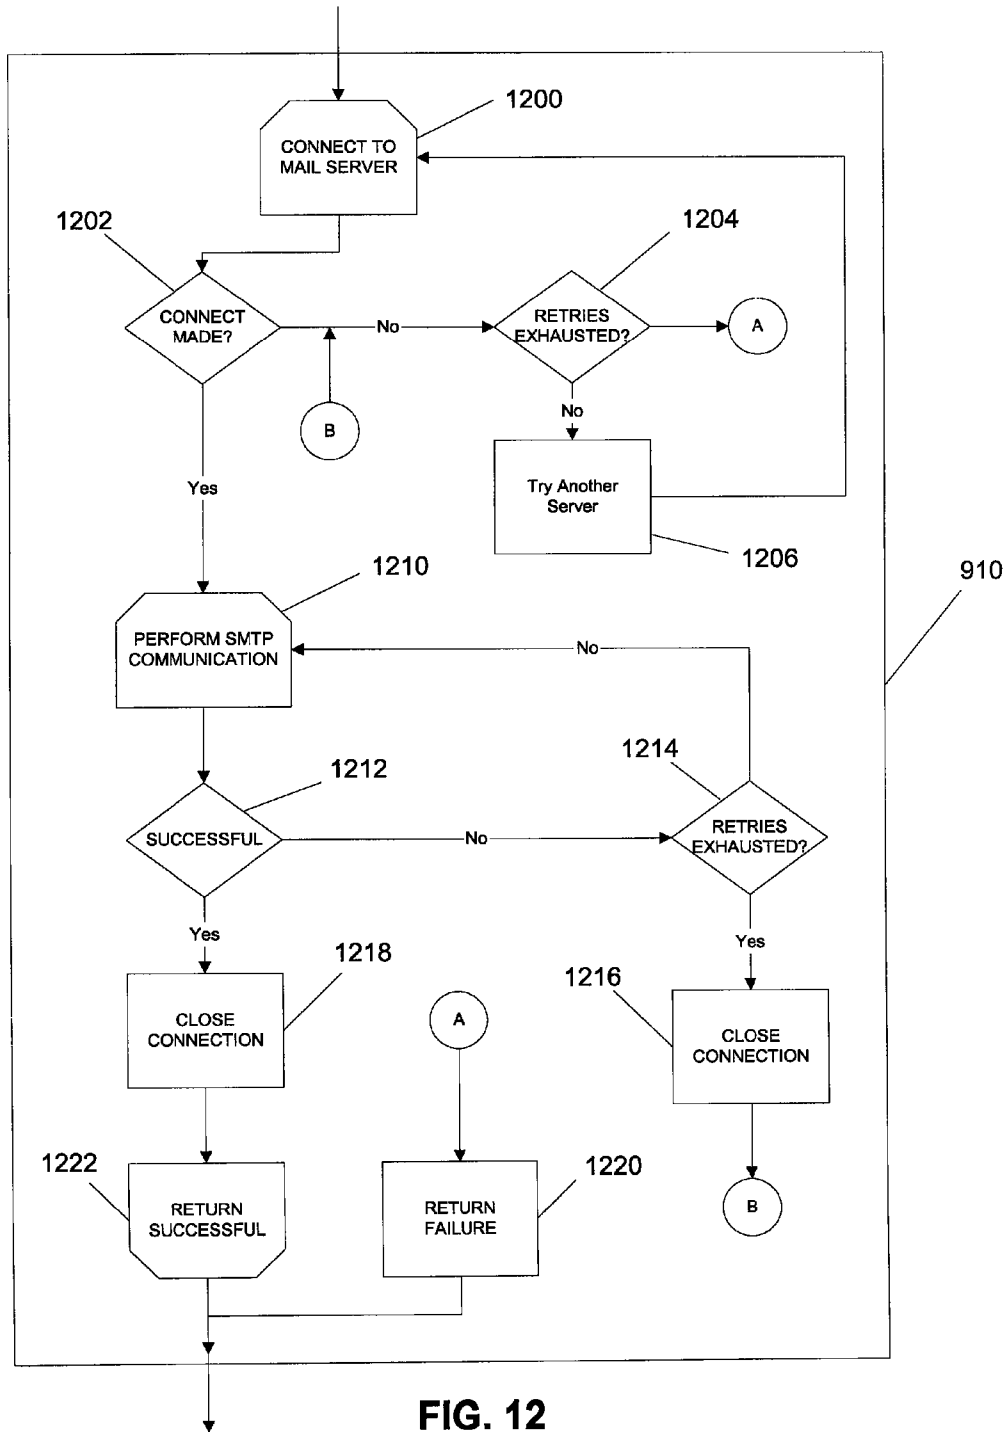 1200
CONNECT TO
MAIL SERVER
1202
1204
CONNECT
MADE?
No
RETRIES
EXHAUSTED?
A
B
No
Yes
Try Another
Server
1206
1210
910
PERFORM SMTP
COMMUNICATION
No
1212
1214
SUCCESSFUL
No
RETRIES
EXHAUSTED?
Yes
Yes
1218
1216
CLOSE
CONNECTION
A
CLOSE
CONNECTION
1222
1220
RETURN
SUCCESSFUL
RETURN
FAILURE
B
FIG. 12